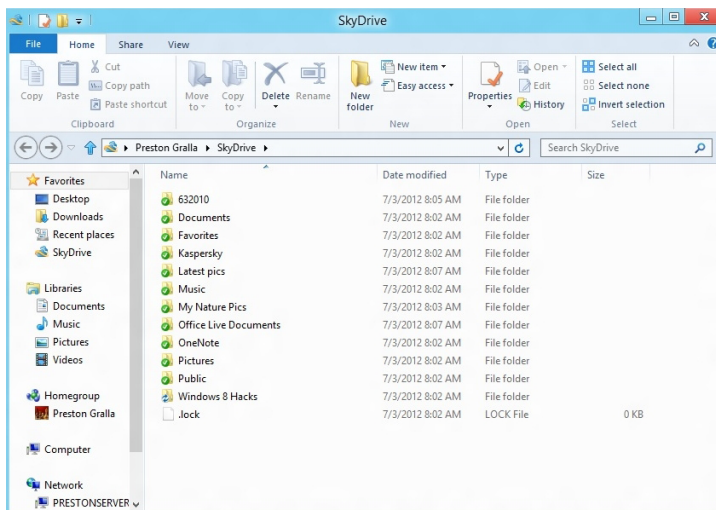 SkyDrive
File Home Share View
Copy
Paste
Cut
Copy path
Paste shortcut
Clipboard
Move to
Copy to
Delete
Rename
Organize
New folder
New item
Easy access
New
Properties
Open
Edit
History
Open
Select all
Select none
Invert selection
Select
Preston Gralla SkyDrive
Search SkyDrive
Favorites
Desktop
Downloads
Recent places
SkyDrive
Libraries
Documents
Music
Pictures
Videos
Homegroup
Preston Gralla
Computer
Network
PRESTONSERVER
Name Date modified Type Size
632010 7/3/2012 8:05 AM File folder
Documents 7/3/2012 8:02 AM File folder
Favorites 7/3/2012 8:02 AM File folder
Kaspersky 7/3/2012 8:02 AM File folder
Latest pics 7/3/2012 8:07 AM File folder
Music 7/3/2012 8:02 AM File folder
My Nature Pics 7/3/2012 8:03 AM File folder
Office Live Documents 7/3/2012 8:07 AM File folder
OneNote 7/3/2012 8:02 AM File folder
Pictures 7/3/2012 8:02 AM File folder
Public 7/3/2012 8:02 AM File folder
Windows 8 Hacks 7/3/2012 8:02 AM File folder
.lock 7/3/2012 8:02 AM LOCK File 0 KB